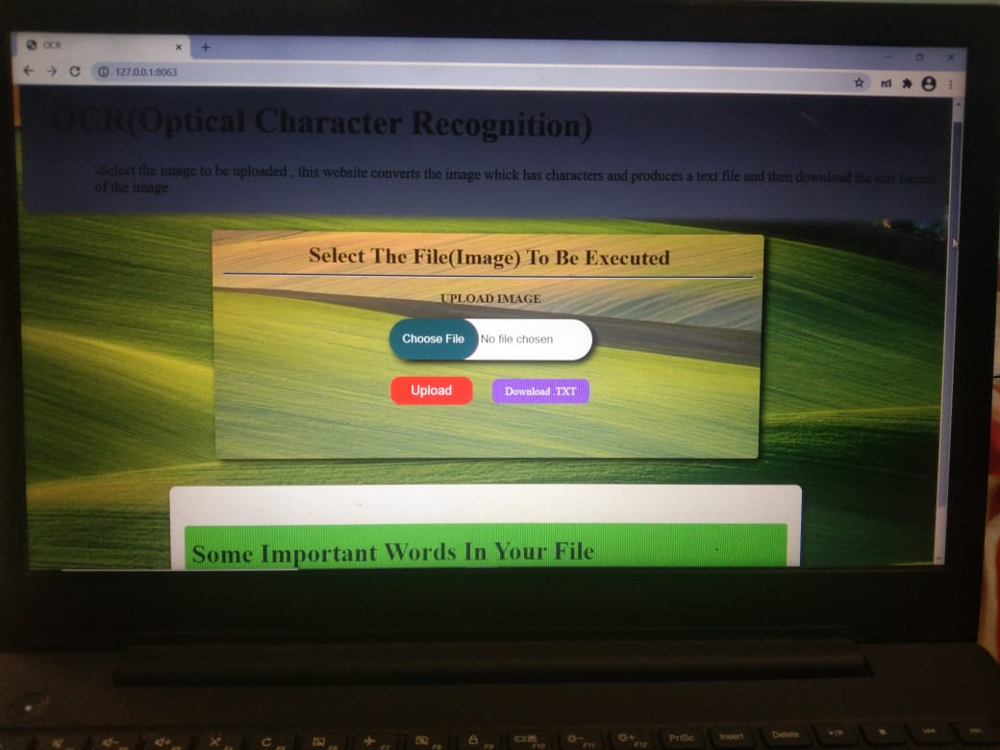 OCR
127.0.0.1:8063
OCR(Optical Character Recognition)
-Select the image to be uploaded , this website converts the image whick has characters and produces a text file and then download the text format
of the image
Select The File(Image) To Be Executed
UPLOAD IMAGE
Choose File No file chosen
Upload Download .TXT
Some Important Words In Your File
F10 F11 F12 PrtSc Insert Delete